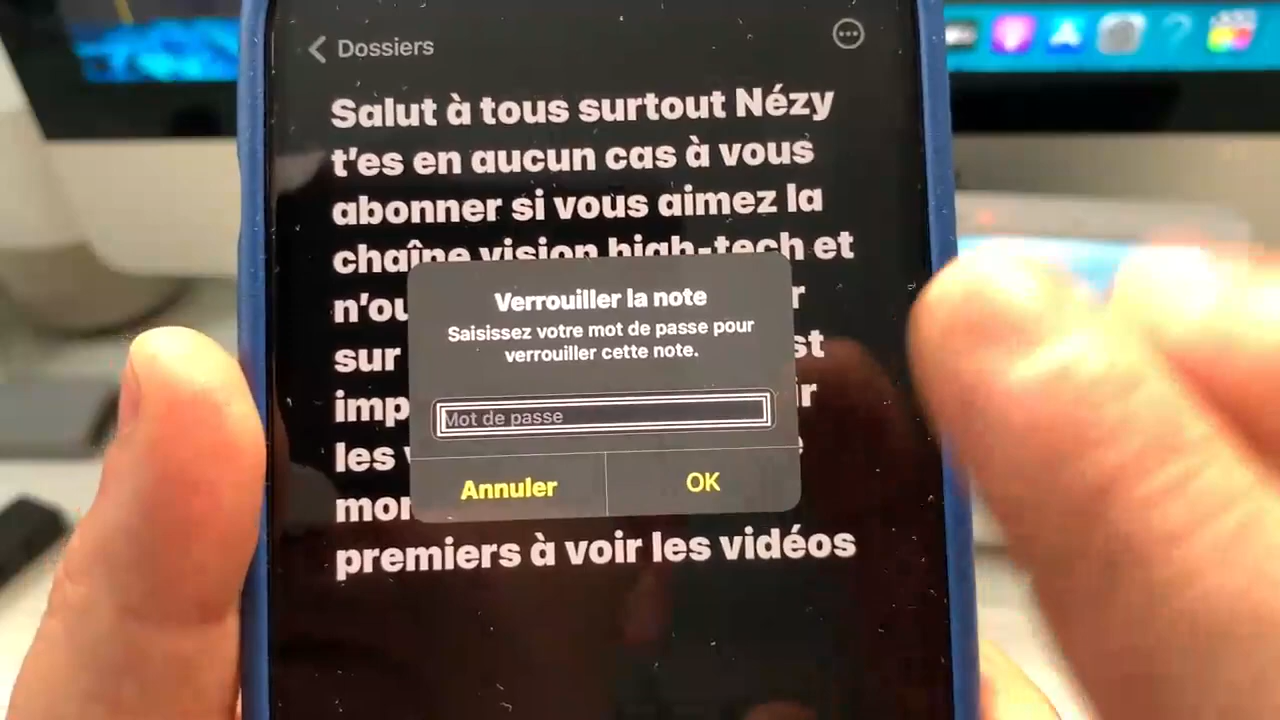 Dossiers
Salut à tous surtout Nézy
t'es en aucun cas à vous
abonner si vous aimez la
chaîne vision high-tech et
Verrouiller la note
Saisissez votre mot de passe pour
verrouiller cette note.
Mot de passe
Annuler
OK
sur
les
premiers à voir les vidéos